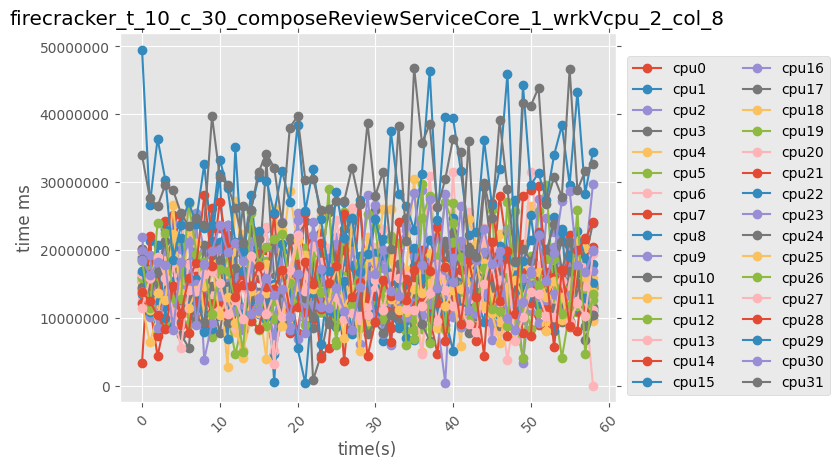 firecracker_t_10_c_30_composeReviewServiceCore_1_wrkVcpu_2_col_8
time ms
50000000
40000000
30000000
20000000
10000000
0
0
10
20
30
40
50
60
time(s)
cpu0
cpu1
cpu2
cpu3
cpu4
cpu5
cpu6
cpu7
cpu8
cpu9
cpu10
cpu11
cpu12
cpu13
cpu14
cpu15
cpu16
cpu17
cpu18
cpu19
cpu20
cpu21
cpu22
cpu23
cpu24
cpu25
cpu26
cpu27
cpu28
cpu29
cpu30
cpu31